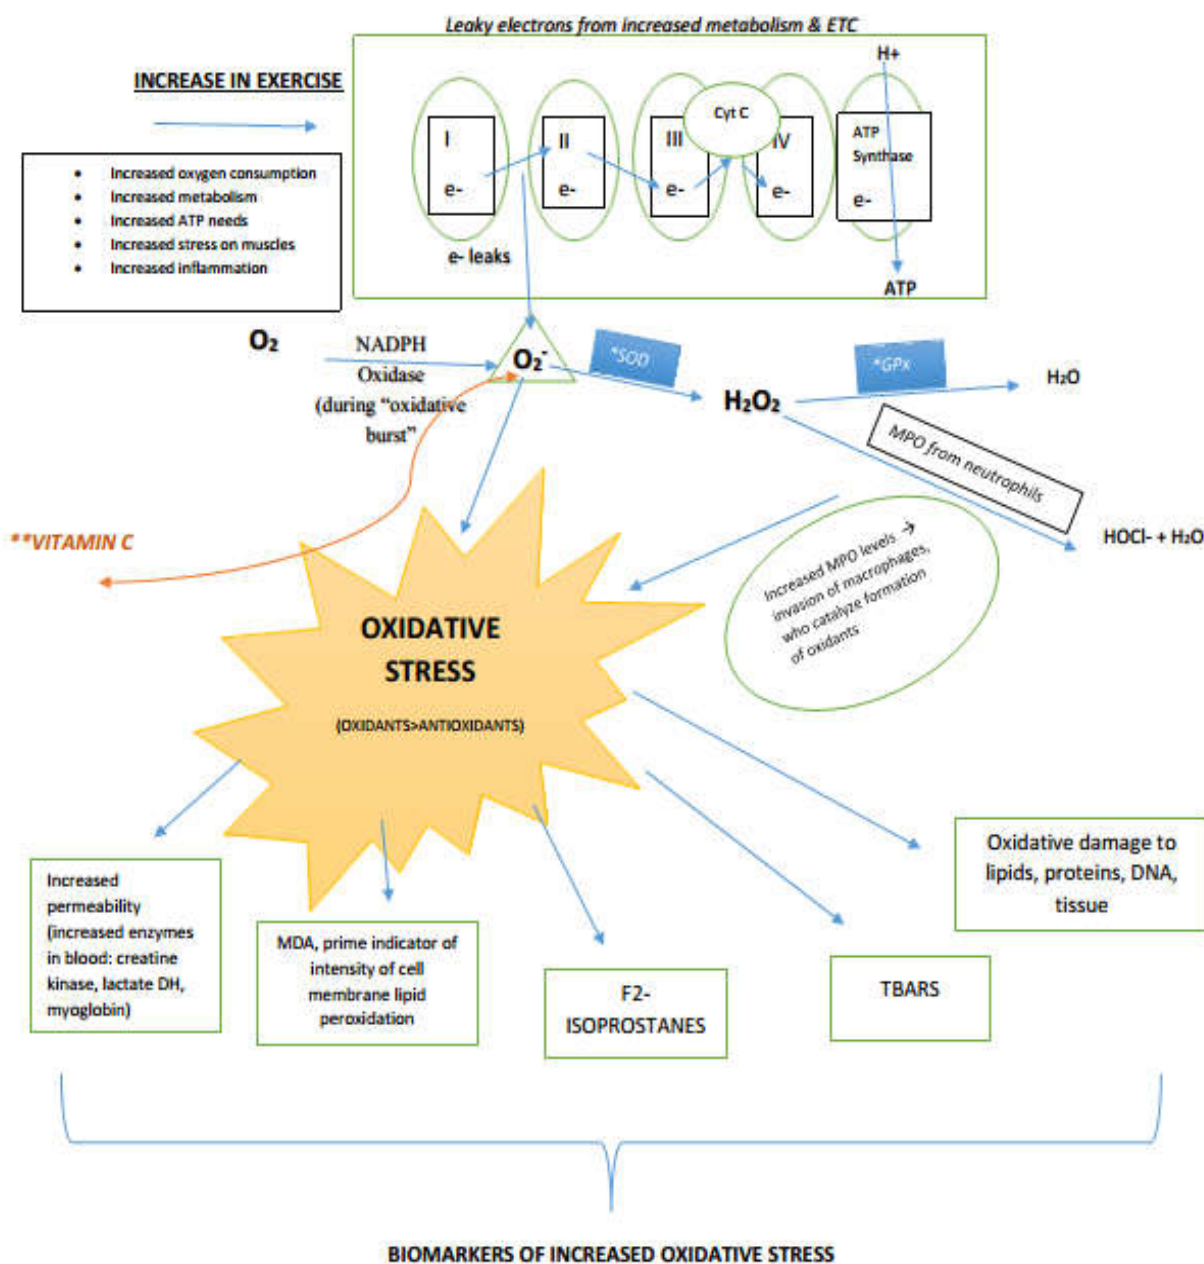 Leaky electrons from increased metabolism & ETC
INCREASE IN EXERCISE
H+
I
II
III
Cyt C
IV
ATP
Synthase
e-
e-
e-
e-
e-
e- leaks
ATP
• Increased oxygen consumption
• Increased metabolism
• Increased ATP needs
• Increased stress on muscles
• Increased inflammation
O₂
NADPH
Oxidase
(during “oxidative
burst”
O₂⁻
*SOD
H₂O₂
*GPx
H₂O
MPO from neutrophils
HOCl- + H₂O
**VITAMIN C
Increased MPO levels →
invasion of macrophages,
who catalyze formation
of oxidants
OXIDATIVE
STRESS
(OXIDANTS>ANTIOXIDANTS)
Increased
permeability
(increased enzymes
in blood: creatine
kinase, lactate DH,
myoglobin)
MDA, prime indicator of
intensity of cell
membrane lipid
peroxidation
F2-
ISOPROSTANES
TBARS
Oxidative damage to
lipids, proteins, DNA,
tissue
BIOMARKERS OF INCREASED OXIDATIVE STRESS